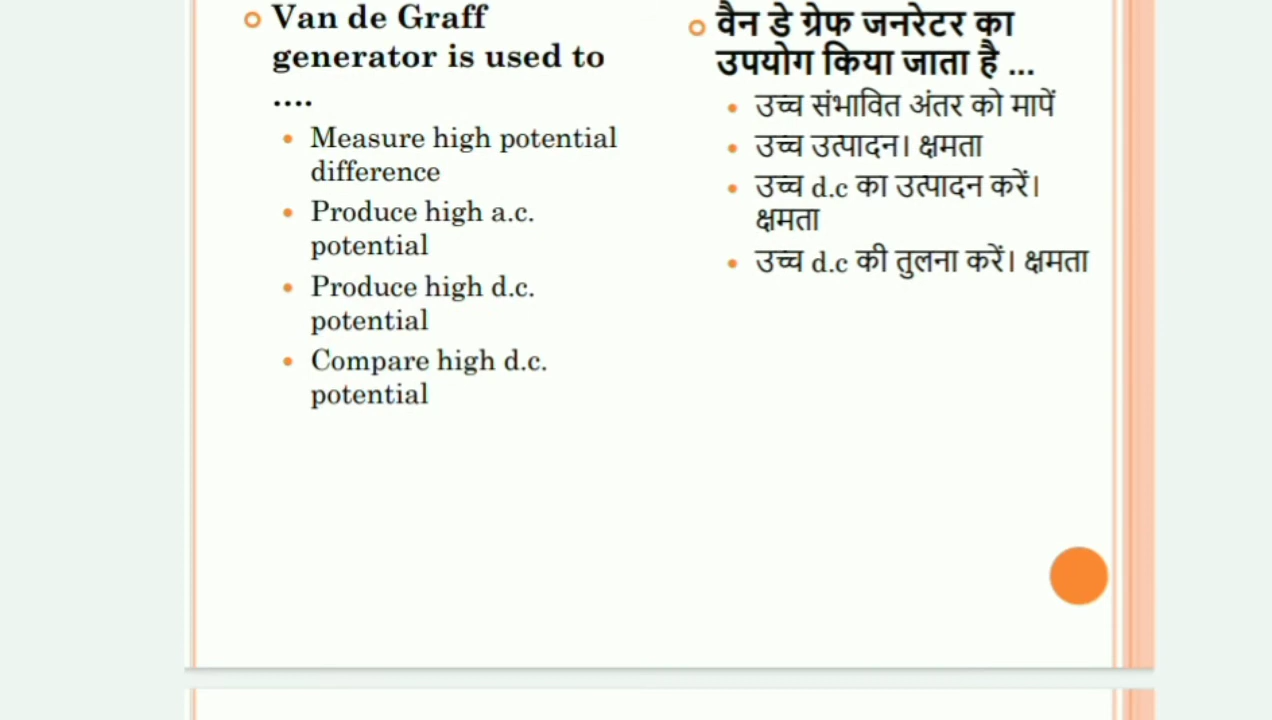 Van de Graff
generator is used to
....
Measure high potential
difference
Produce high a.c.
potential
Produce high d.c.
potential
Compare high d.c.
potential
वैन डे ग्रेफ जनरेटर का
उपयोग किया जाता है ...
उच्च संभावित अंतर को मापें
उच्च उत्पादन। क्षमता
उच्च d.c का उत्पादन करें।
क्षमता
उच्च d.c की तुलना करें। क्षमता